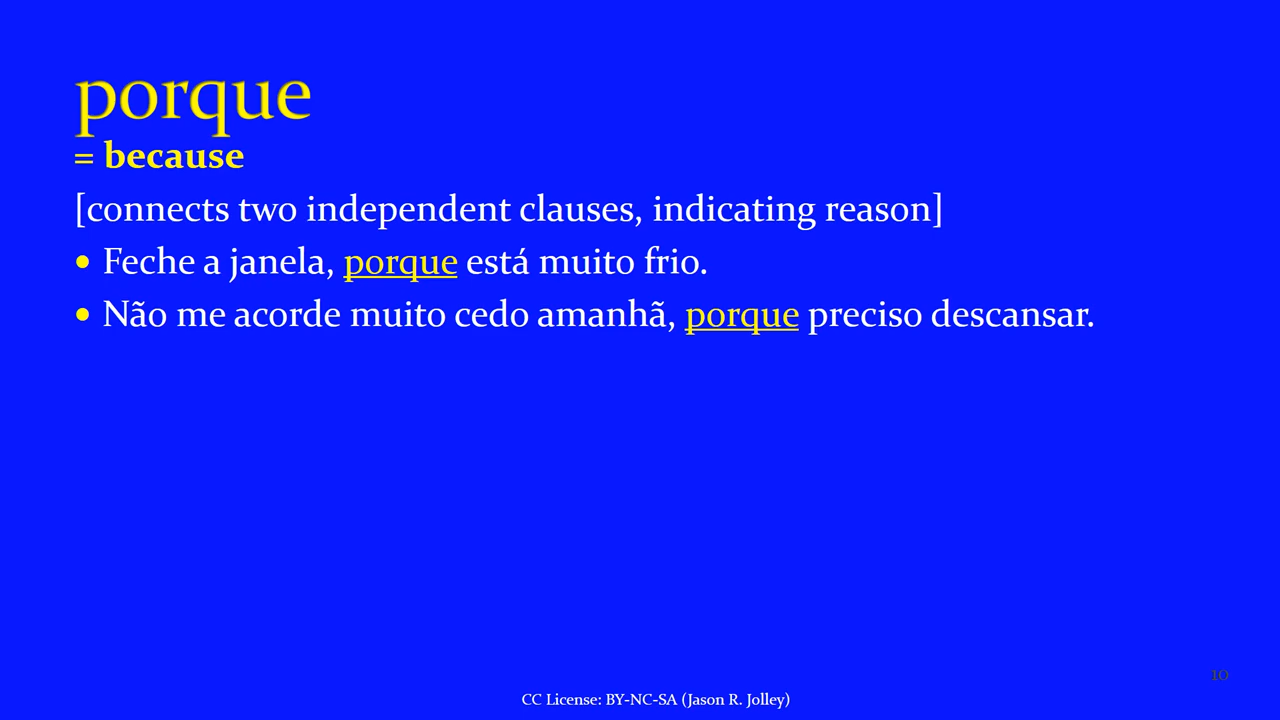 porque
= because
[connects two independent clauses, indicating reason]
• Feche a janela, porque está muito frio.
• Não me acorde muito cedo amanhã, porque preciso descansar.
10
CC License: BY-NC-SA (Jason R. Jolley)